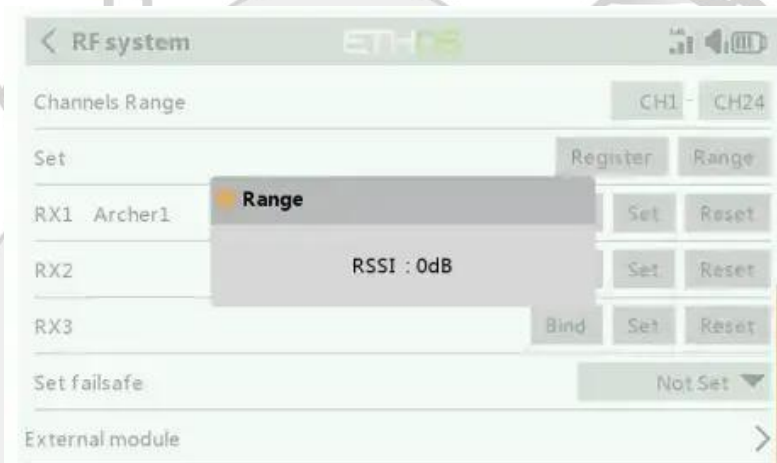 RF system
ETHOS
Channels Range CH1 - CH24
Set Register Range
Range
RX1 Archer1 Set Reset
RSSI : 0dB
RX2 Set Reset
RX3 Bind Set Reset
Set failsafe Not Set
External module